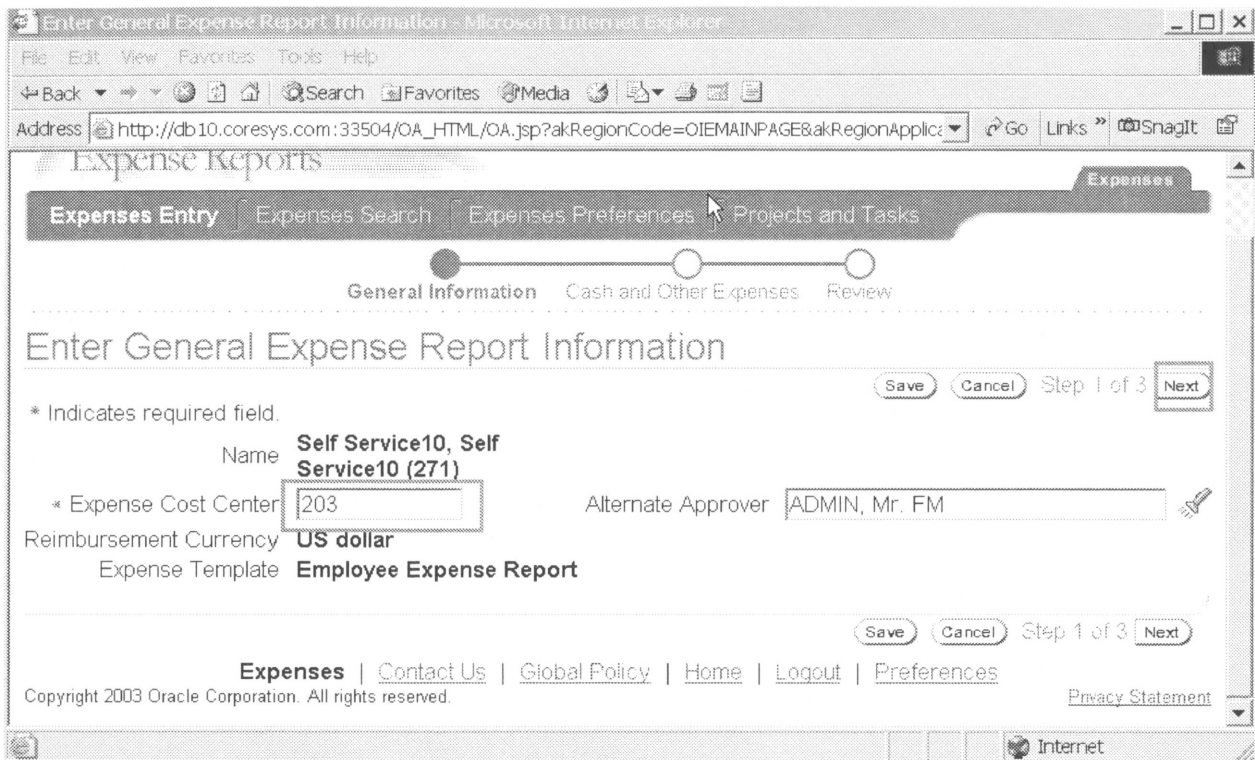 Enter General Expense Report Information - Microsoft Internet Explorer
File Edit View Favorites Tools Help
Back Search Favorites Media
Address http://db10.coresys.com:33504/OA_HTML/OA.jsp?akRegionCode=OIEMAINPAGE&akRegionApplica Go Links » SnagIt
Expense Reports
Expenses
Expenses Entry Expenses Search Expenses Preferences Projects and Tasks
General Information Cash and Other Expenses Review
Enter General Expense Report Information
Save Cancel Step 1 of 3 Next
* Indicates required field.
Name Self Service10, Self
Service10 (271)
* Expense Cost Center 203 Alternate Approver ADMIN, Mr. FM
Reimbursement Currency US dollar
Expense Template Employee Expense Report
Save Cancel Step 1 of 3 Next
Expenses | Contact Us | Global Policy | Home | Logout | Preferences
Copyright 2003 Oracle Corporation. All rights reserved. Privacy Statement
Internet